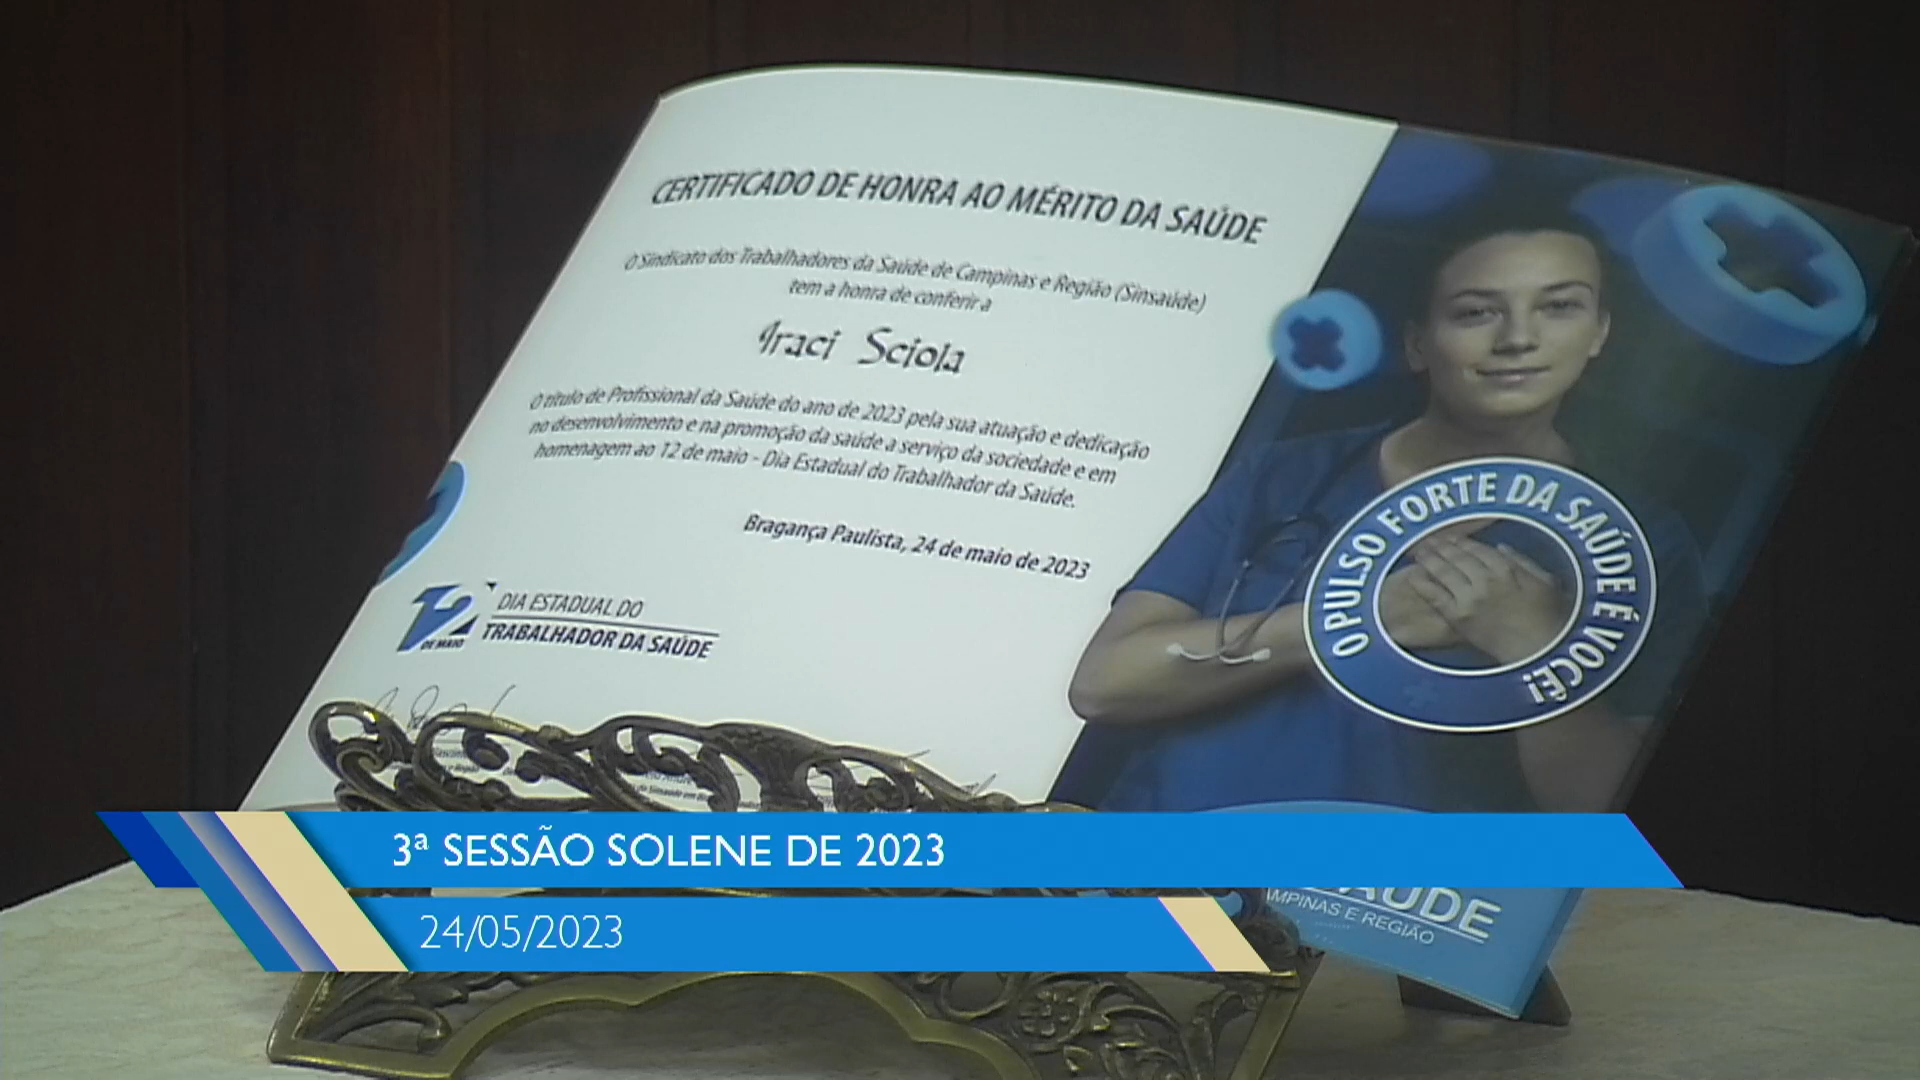 CERTIFICADO DE HONRA AO MÉRITO DA SAÚDE
O Sindicato dos Trabalhadores da Saúde de Campinas e Região (Sinsaúde)
tem a honra de conferir a
Iraci Sciola
O título de Profissional da Saúde do ano de 2023 pela sua atuação e dedicação
no desenvolvimento e na promoção da saúde a serviço da sociedade e em
homenagem ao 12 de maio - Dia Estadual do Trabalhador da Saúde.
Bragança Paulista, 24 de maio de 2023
12
DE MAIO
DIA ESTADUAL DO
TRABALHADOR DA SAÚDE
O PULSO FORTE DA SAÚDE É VOCÊ!
3ª SESSÃO SOLENE DE 2023
24/05/2023
E REGIÃO